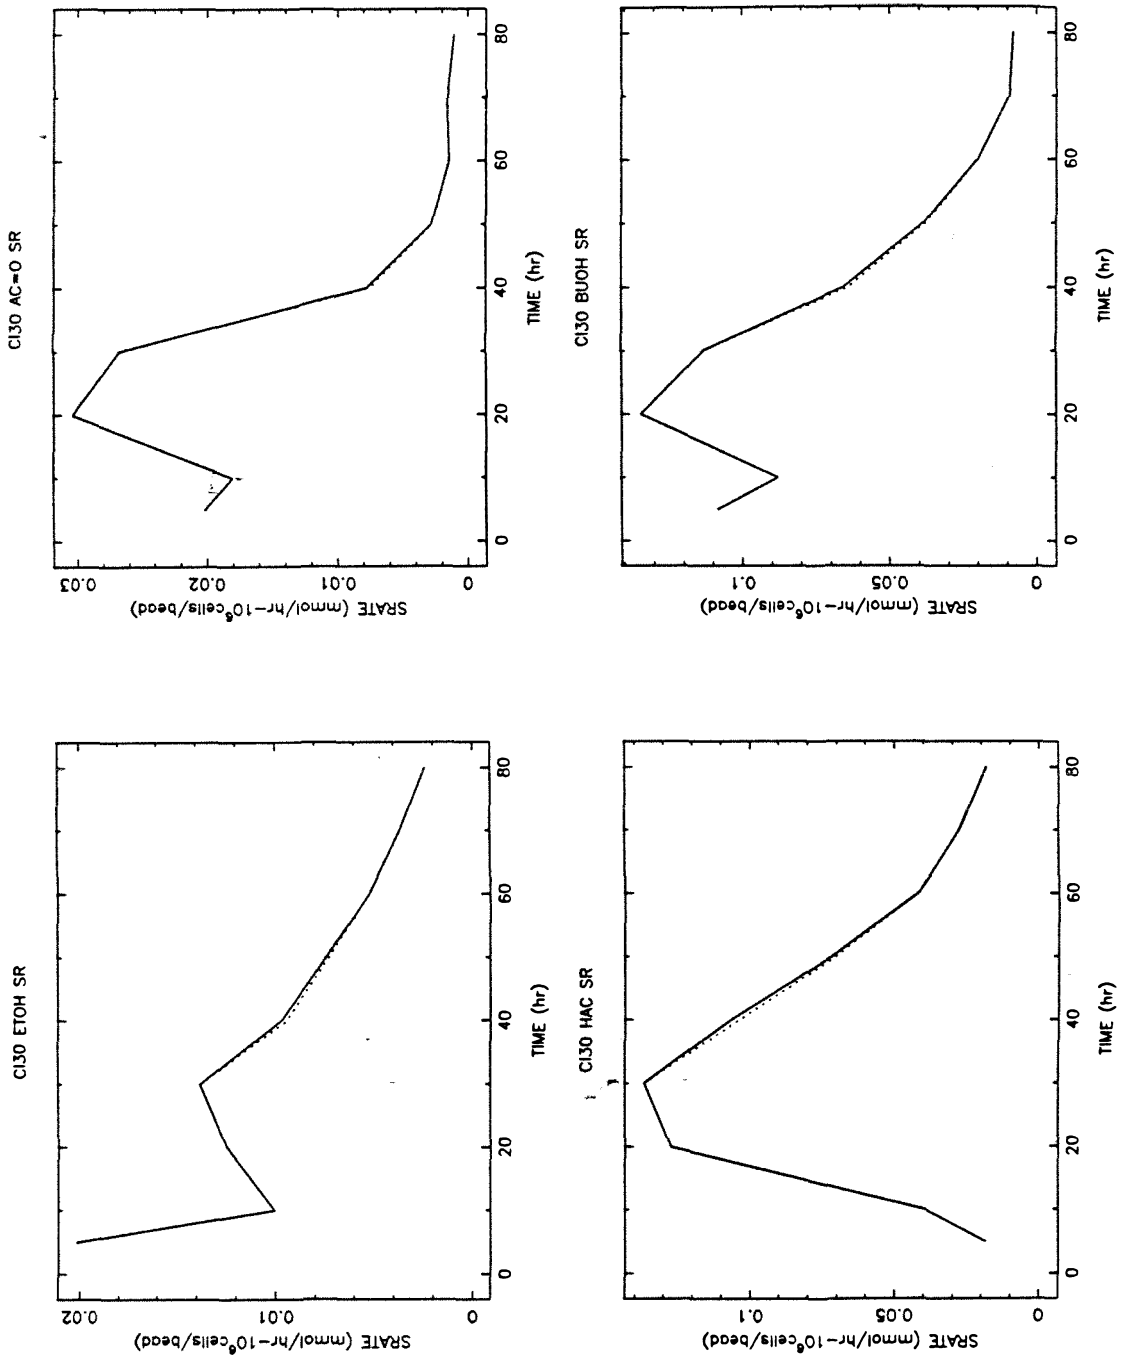 CI30 ETOH SR
SRATE (mmol/hr-10⁶cells/bead)
0.02
0.01
0
0 20 40 60 80
TIME (hr)
CI30 AC=O SR
SRATE (mmol/hr-10⁶cells/bead)
0.03
0.02
0.01
0
0 20 40 60 80
TIME (hr)
CI30 HAC SR
SRATE (mmol/hr-10⁶cells/bead)
0.1
0.05
0
0 20 40 60 80
TIME (hr)
CI30 BUOH SR
SRATE (mmol/hr-10⁶cells/bead)
0.1
0.05
0
0 20 40 60 80
TIME (hr)